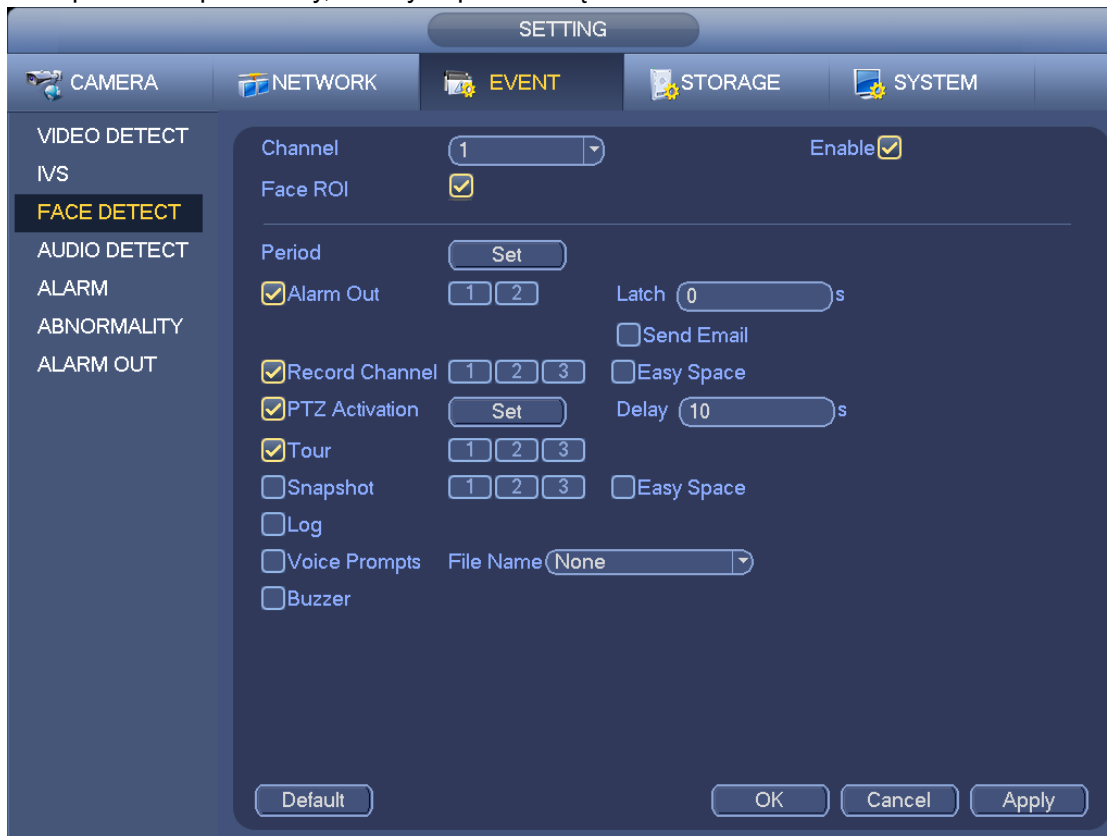 SETTING
CAMERA NETWORK EVENT STORAGE SYSTEM
VIDEO DETECT
IVS
FACE DETECT
AUDIO DETECT
ALARM
ABNORMALITY
ALARM OUT
Channel 1 Enable
Face ROI
Period Set
Alarm Out 1 2 Latch 0 s
Send Email
Record Channel 1 2 3 Easy Space
PTZ Activation Set Delay 10 s
Tour 1 2 3
Snapshot 1 2 3 Easy Space
Log
Voice Prompts File Name None
Buzzer
Default OK Cancel Apply